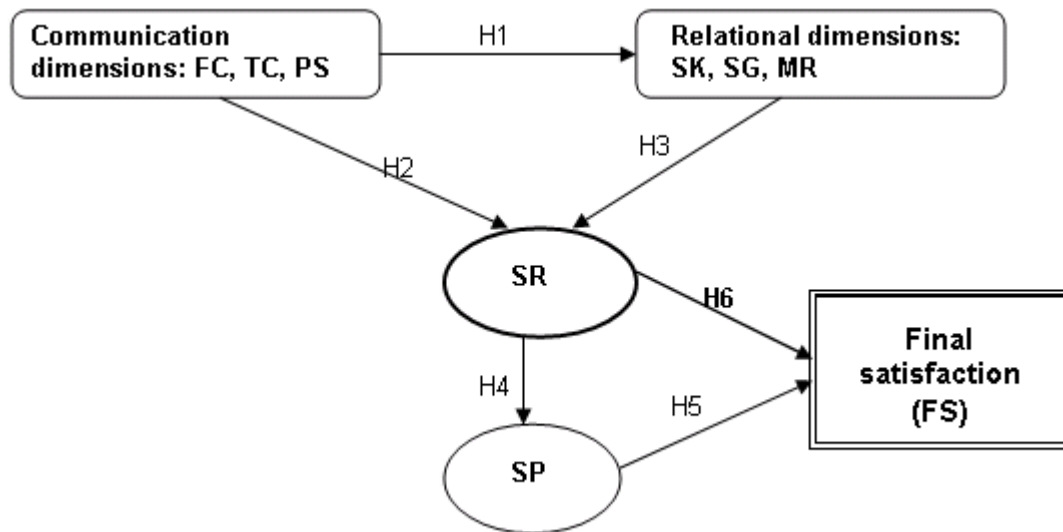 Communication
dimensions: FC, TC, PS
H1
Relational dimensions:
SK, SG, MR
H2
H3
SR
H6
Final
satisfaction
(FS)
H4
H5
SP